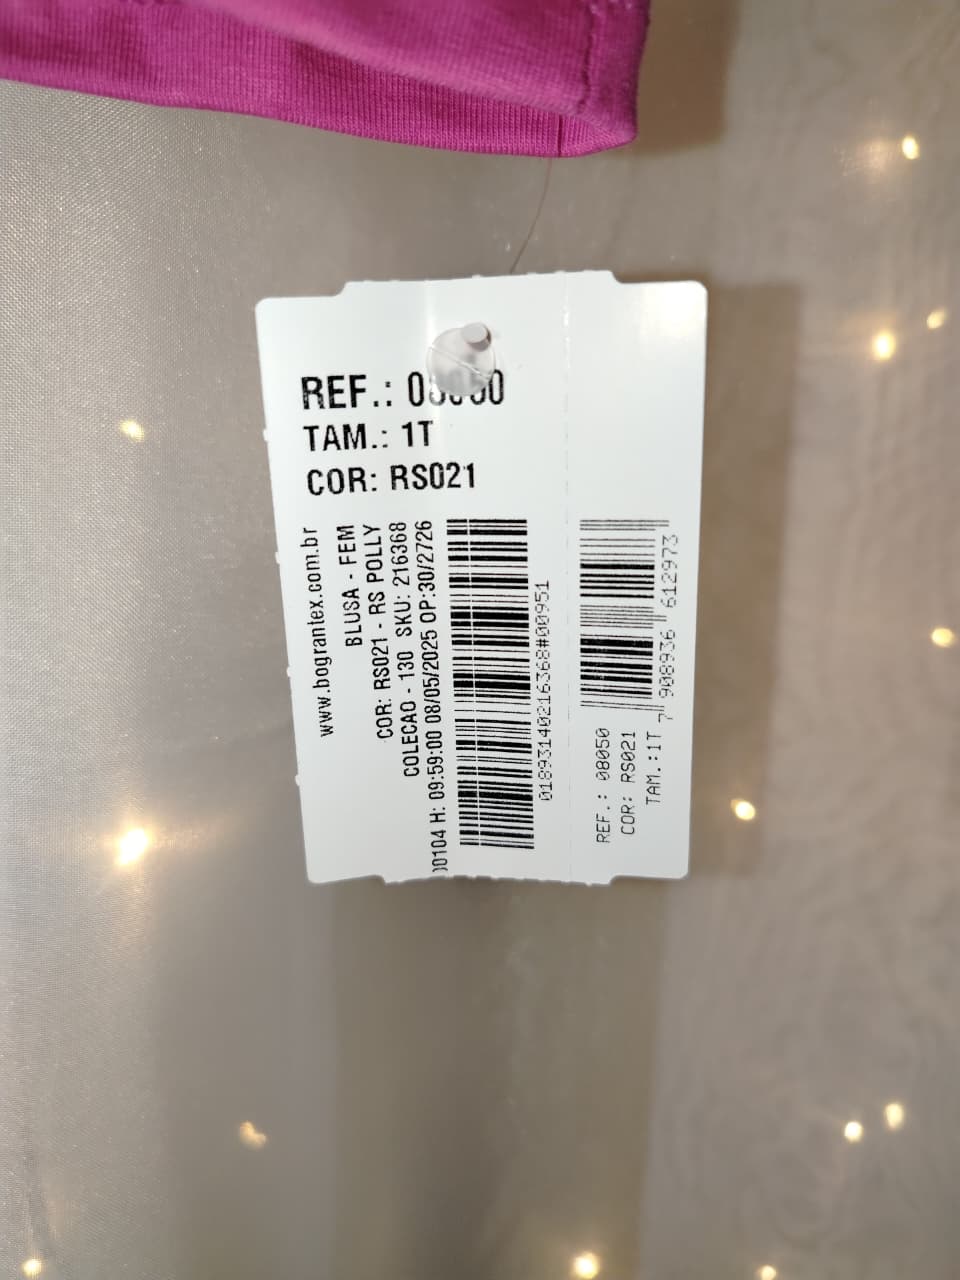 REF.: 08050
TAM.: 1T
COR: RS021
www.bograntex.com.br
BLUSA - FEM
COR: RS021 - RS POLLY
COLECAO - 130 SKU: 216368
00104 H: 09:59:00 08/05/2025 OP:30/2726
01893140216368#00951
7 908936 612973
REF.: 08050
COR: RS021
TAM.:1T